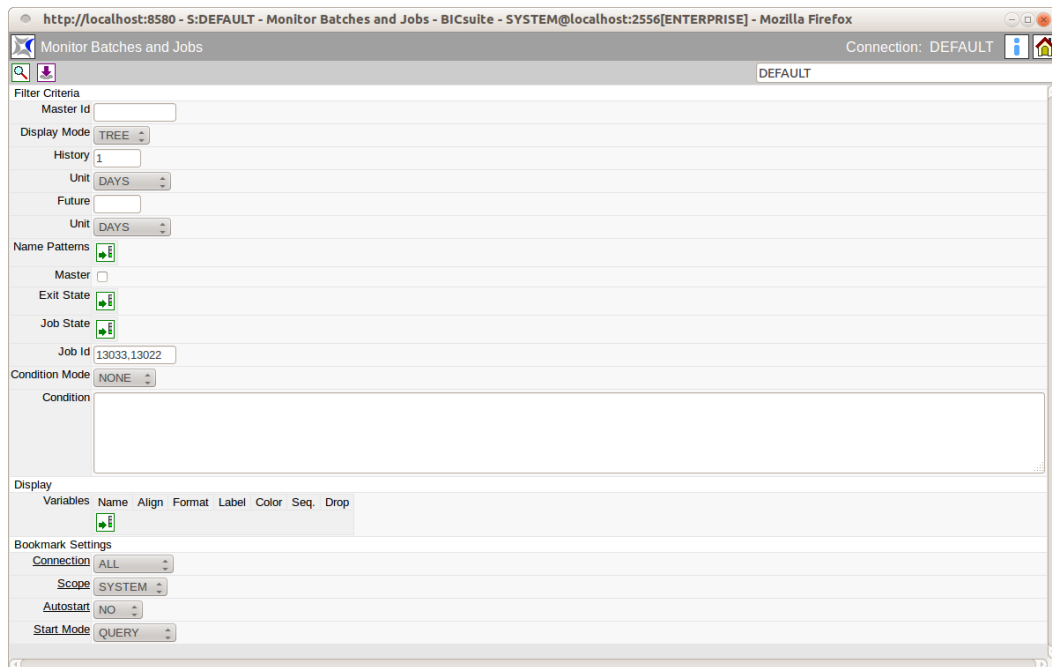 http://localhost:8580 - S:DEFAULT - Monitor Batches and Jobs - BICsuite - SYSTEM@localhost:2556[ENTERPRISE] - Mozilla Firefox
Monitor Batches and Jobs Connection: DEFAULT
DEFAULT
Filter Criteria
Master Id
Display Mode TREE
History 1
Unit DAYS
Future
Unit DAYS
Name Patterns
Master
Exit State
Job State
Job Id 13033,13022
Condition Mode NONE
Condition
Display
Variables Name Align Format Label Color Seq. Drop
Bookmark Settings
Connection ALL
Scope SYSTEM
Autostart NO
Start Mode QUERY